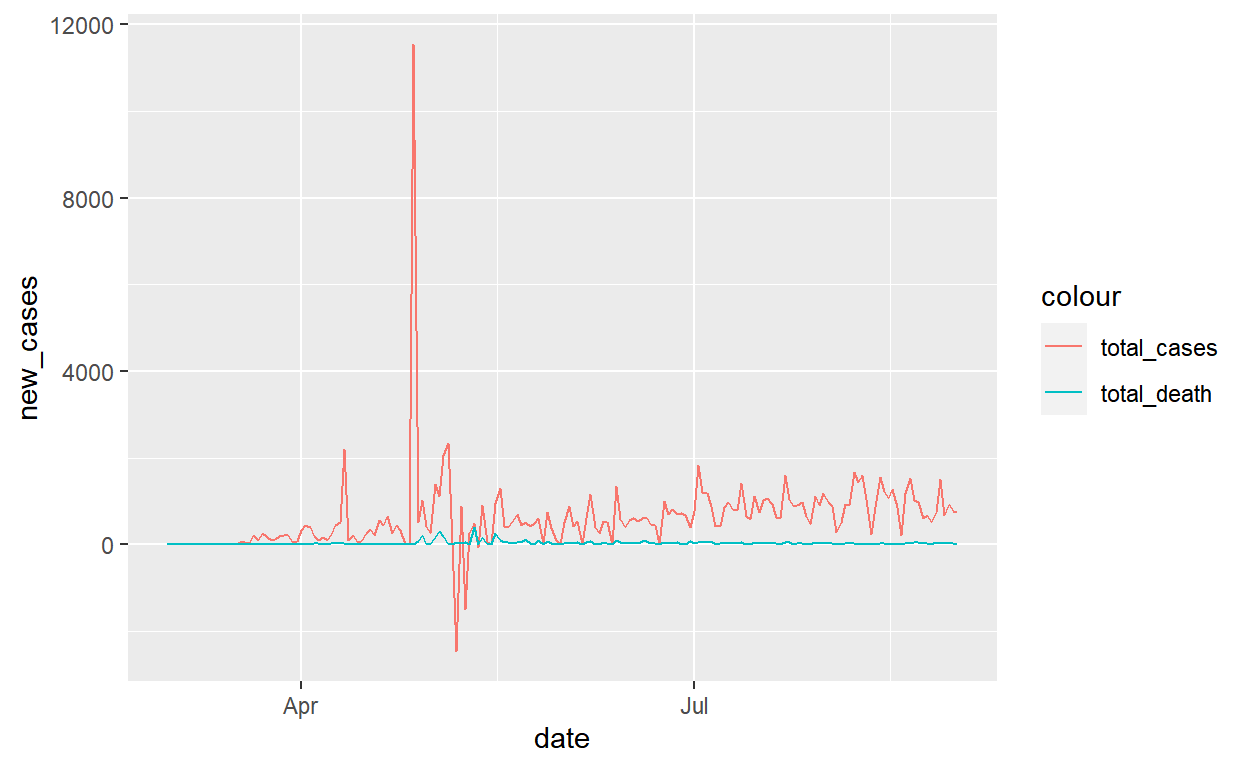 12000
8000
4000
0
new_cases
Apr
Jul
date
colour
total_cases
total_death